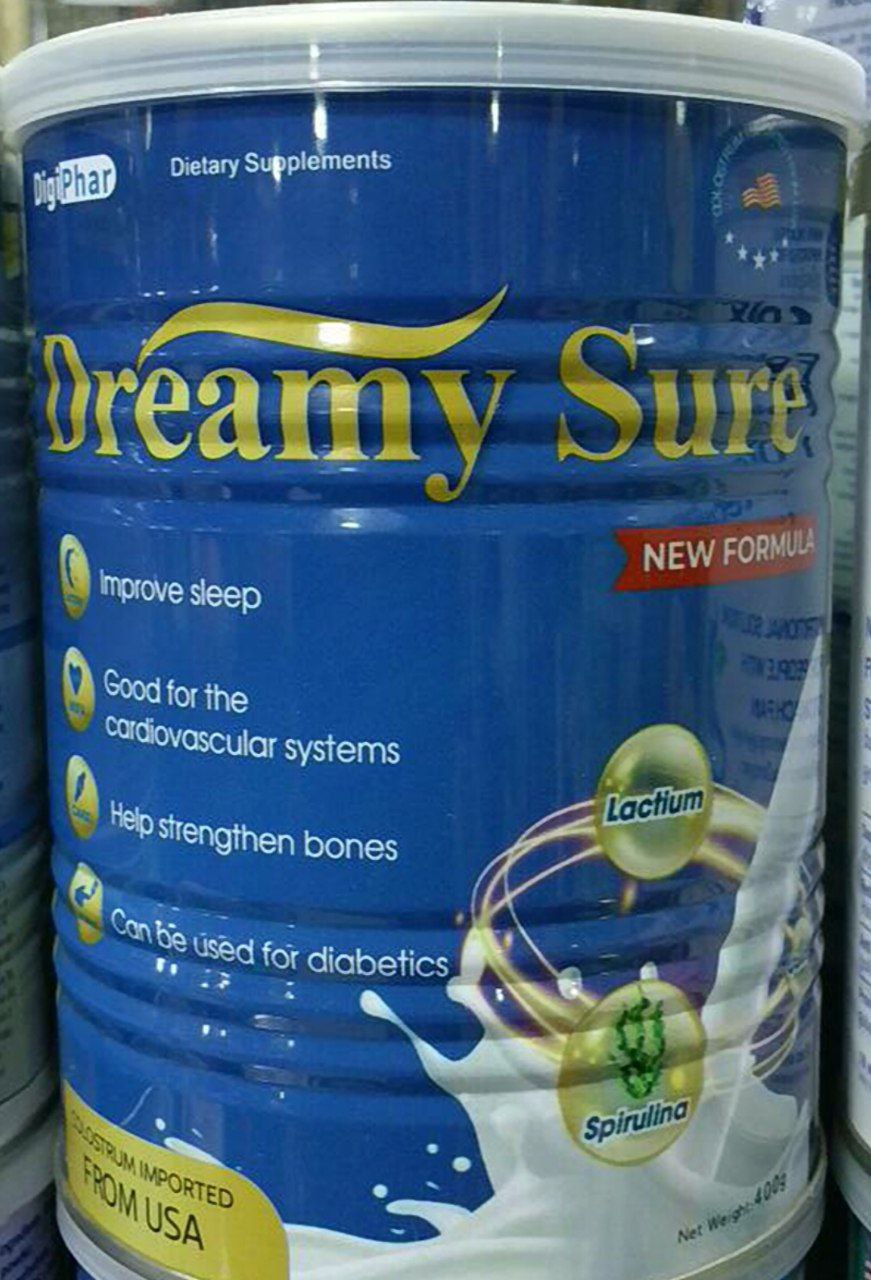 DigiPhar
Dietary Supplements
Dreamy Sure
NEW FORMULA
Improve sleep
Good for the
cardiovascular systems
Help strengthen bones
Can be used for diabetics
Lactium
Spirulina
COLOSTRUM IMPORTED
FROM USA
Net Weight: 400g